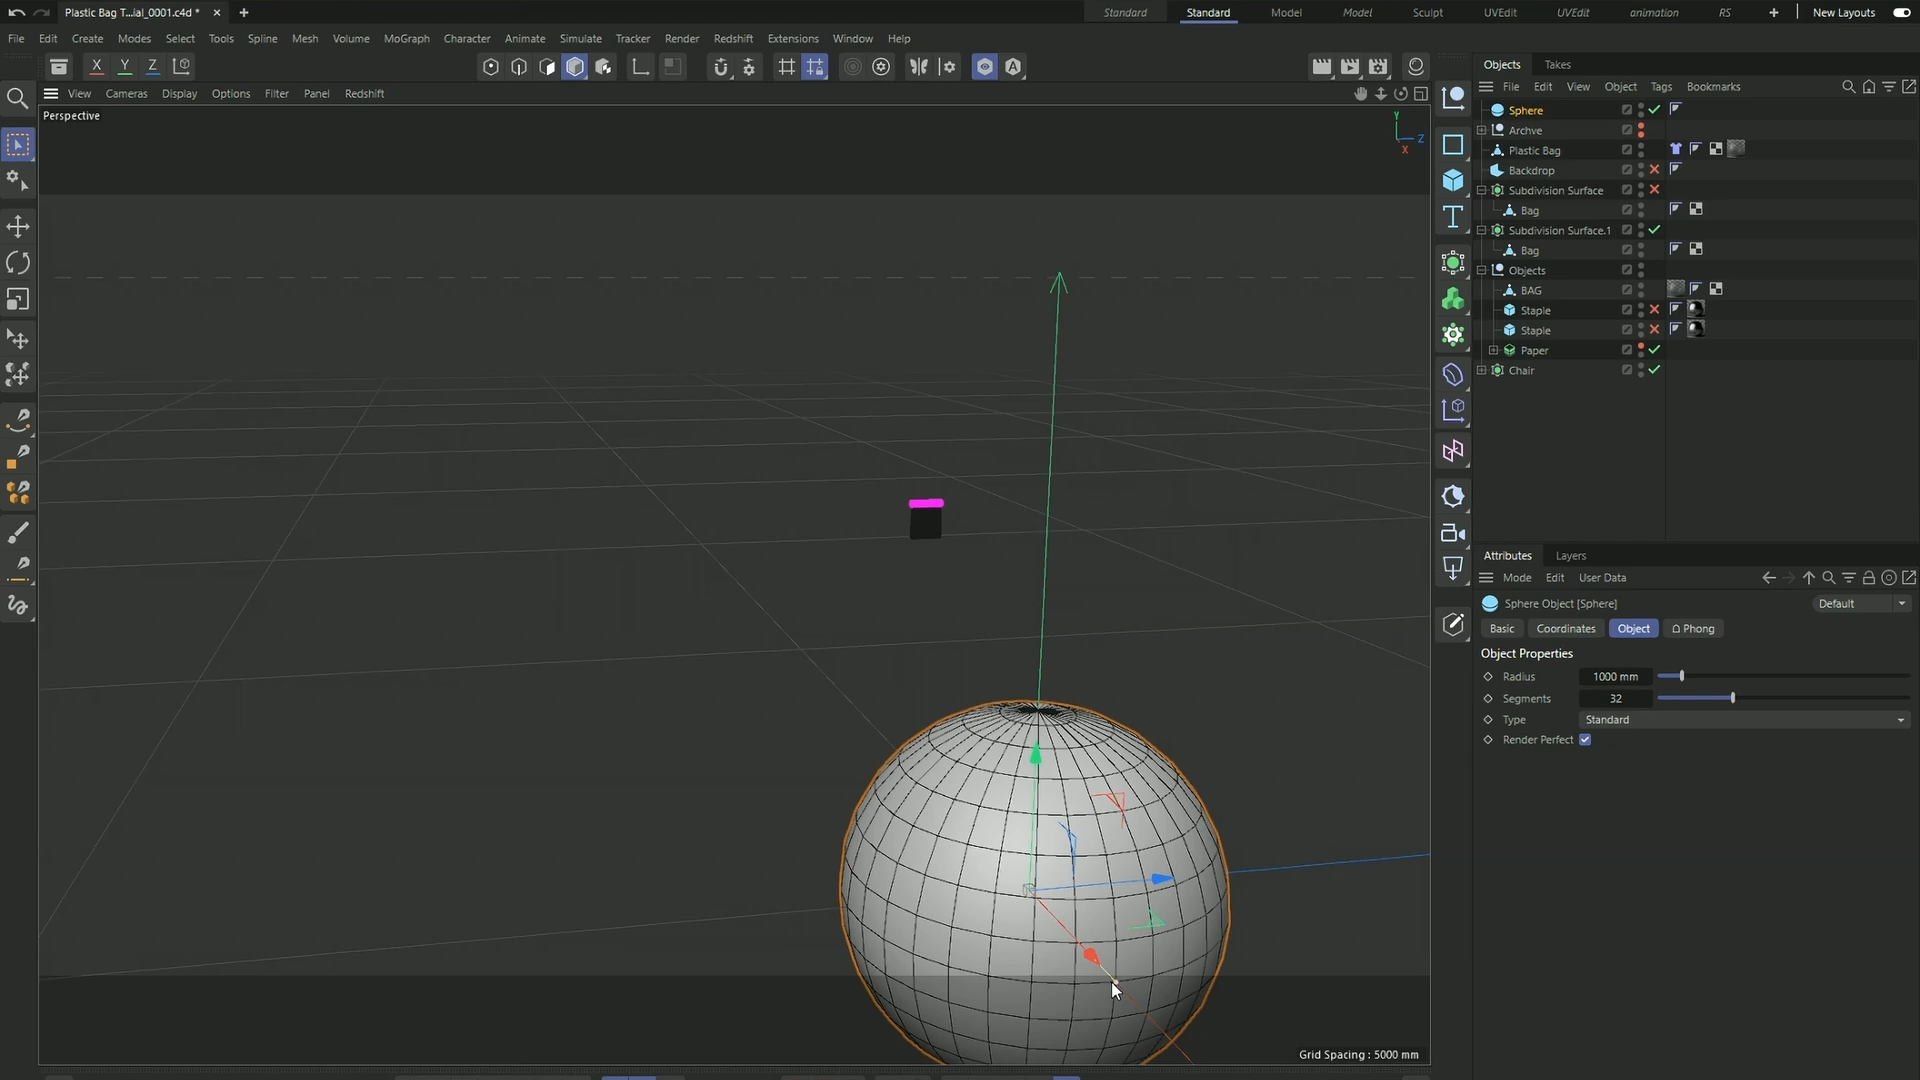 Plastic Bag T...ial_0001.c4d *
Standard
Standard
Model
Model
Sculpt
UVEdit
UVEdit
animation
RS
New Layouts
File
Edit
Create
Modes
Select
Tools
Spline
Mesh
Volume
MoGraph
Character
Animate
Simulate
Tracker
Render
Redshift
Extensions
Window
Help
X
Y
Z
Objects
Takes
View
Cameras
Display
Options
Filter
Panel
Redshift
File
Edit
View
Object
Tags
Bookmarks
Perspective
Y
Z
X
Sphere
Archve
Plastic Bag
Backdrop
Subdivision Surface
Bag
Subdivision Surface.1
Bag
Objects
BAG
Staple
Staple
Paper
Chair
Attributes
Layers
Mode
Edit
User Data
Sphere Object [Sphere]
Default
Basic
Coordinates
Object
Phong
Object Properties
Radius
1000 mm
Segments
32
Type
Standard
Render Perfect
Grid Spacing : 5000 mm